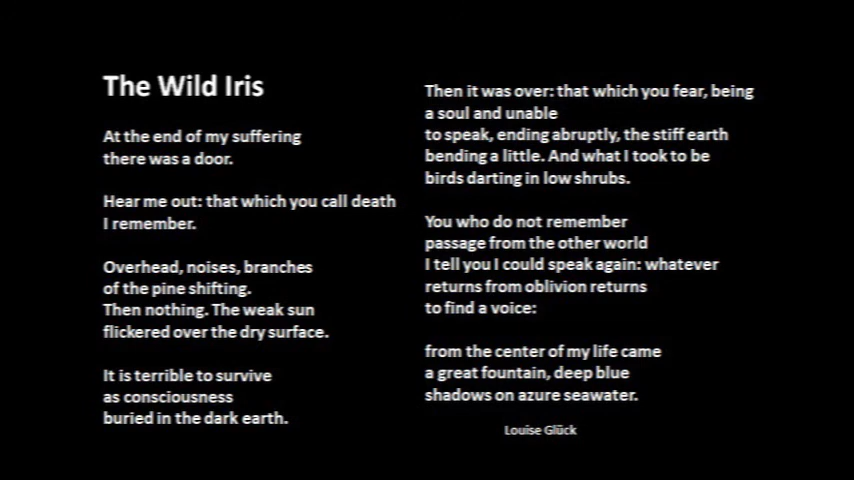 The Wild Iris
At the end of my suffering
there was a door.
Hear me out: that which you call death
I remember.
Overhead, noises, branches
of the pine shifting.
Then nothing. The weak sun
flickered over the dry surface.
It is terrible to survive
as consciousness
buried in the dark earth.
Then it was over: that which you fear, being
a soul and unable
to speak, ending abruptly, the stiff earth
bending a little. And what I took to be
birds darting in low shrubs.
You who do not remember
passage from the other world
I tell you I could speak again: whatever
returns from oblivion returns
to find a voice:
from the center of my life came
a great fountain, deep blue
shadows on azure seawater.
Louise Glück